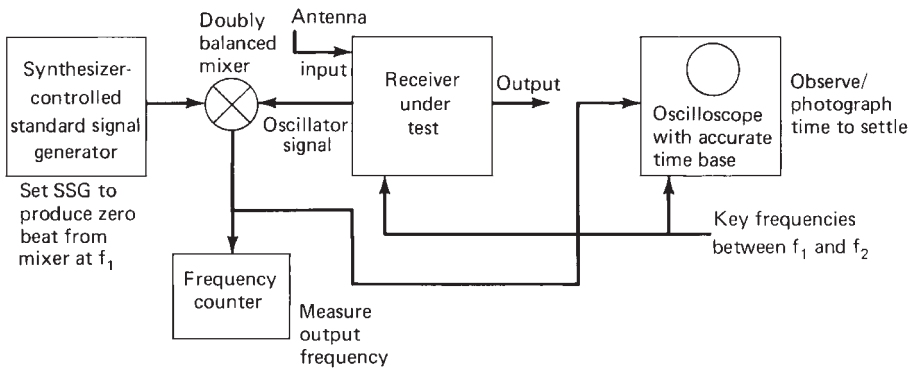 Doubly
balanced
mixer
Antenna
input
Synthesizer-
controlled
standard signal
generator
Set SSG to
produce zero
beat from
mixer at f₁
Oscillator
signal
Receiver
under
test
Output
Oscilloscope
with accurate
time base
Observe/
photograph
time to settle
Key frequencies
between f₁ and f₂
Frequency
counter
Measure
output
frequency